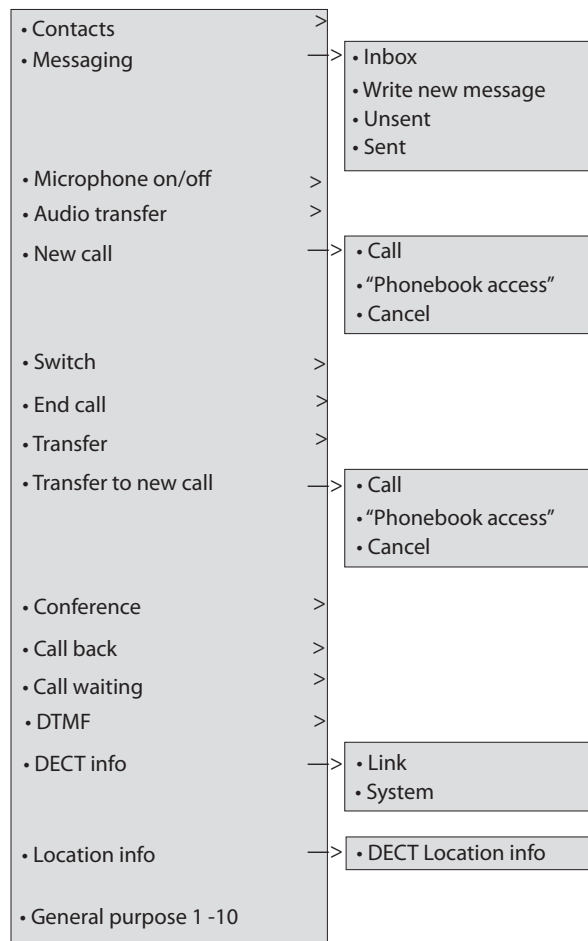 • Contacts >
• Messaging —>
• Inbox
• Write new message
• Unsent
• Sent
• Microphone on/off >
• Audio transfer >
• New call —>
• Call
• “Phonebook access”
• Cancel
• Switch >
• End call >
• Transfer >
• Transfer to new call —>
• Call
• “Phonebook access”
• Cancel
• Conference >
• Call back >
• Call waiting >
• DTMF >
• DECT info —>
• Link
• System
• Location info —>
• DECT Location info
• General purpose 1 -10